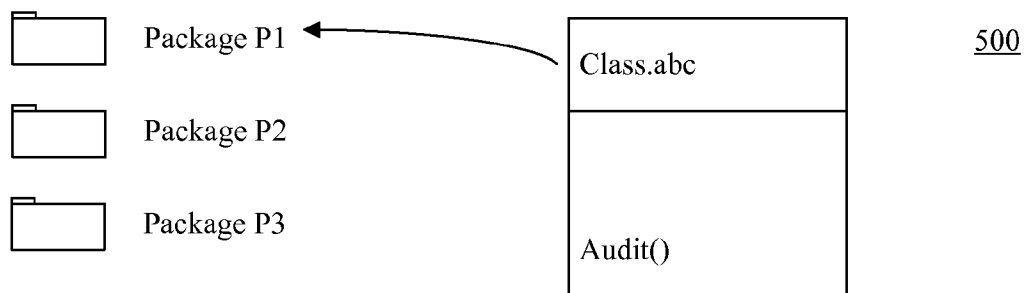 Package P1
Class.abc
500
Package P2
Package P3
Audit()